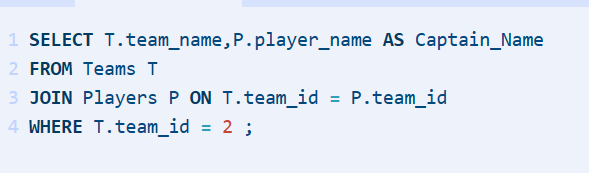 1 SELECT T.team_name,P.player_name AS Captain_Name
2 FROM Teams T
3 JOIN Players P ON T.team_id = P.team_id
4 WHERE T.team_id = 2 ;